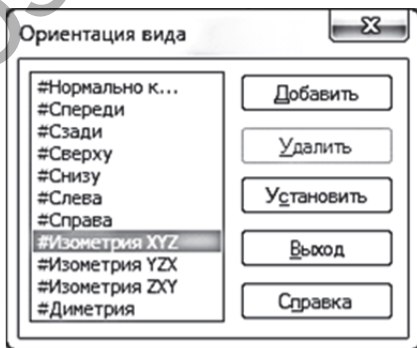 Ориентация вида
#Нормально к...
#Спереди
#Сзади
#Сверху
#Снизу
#Слева
#Справа
#Изометрия XYZ
#Изометрия YZX
#Изометрия ZXY
#Диметрия
Добавить
Удалить
Установить
Выход
Справка